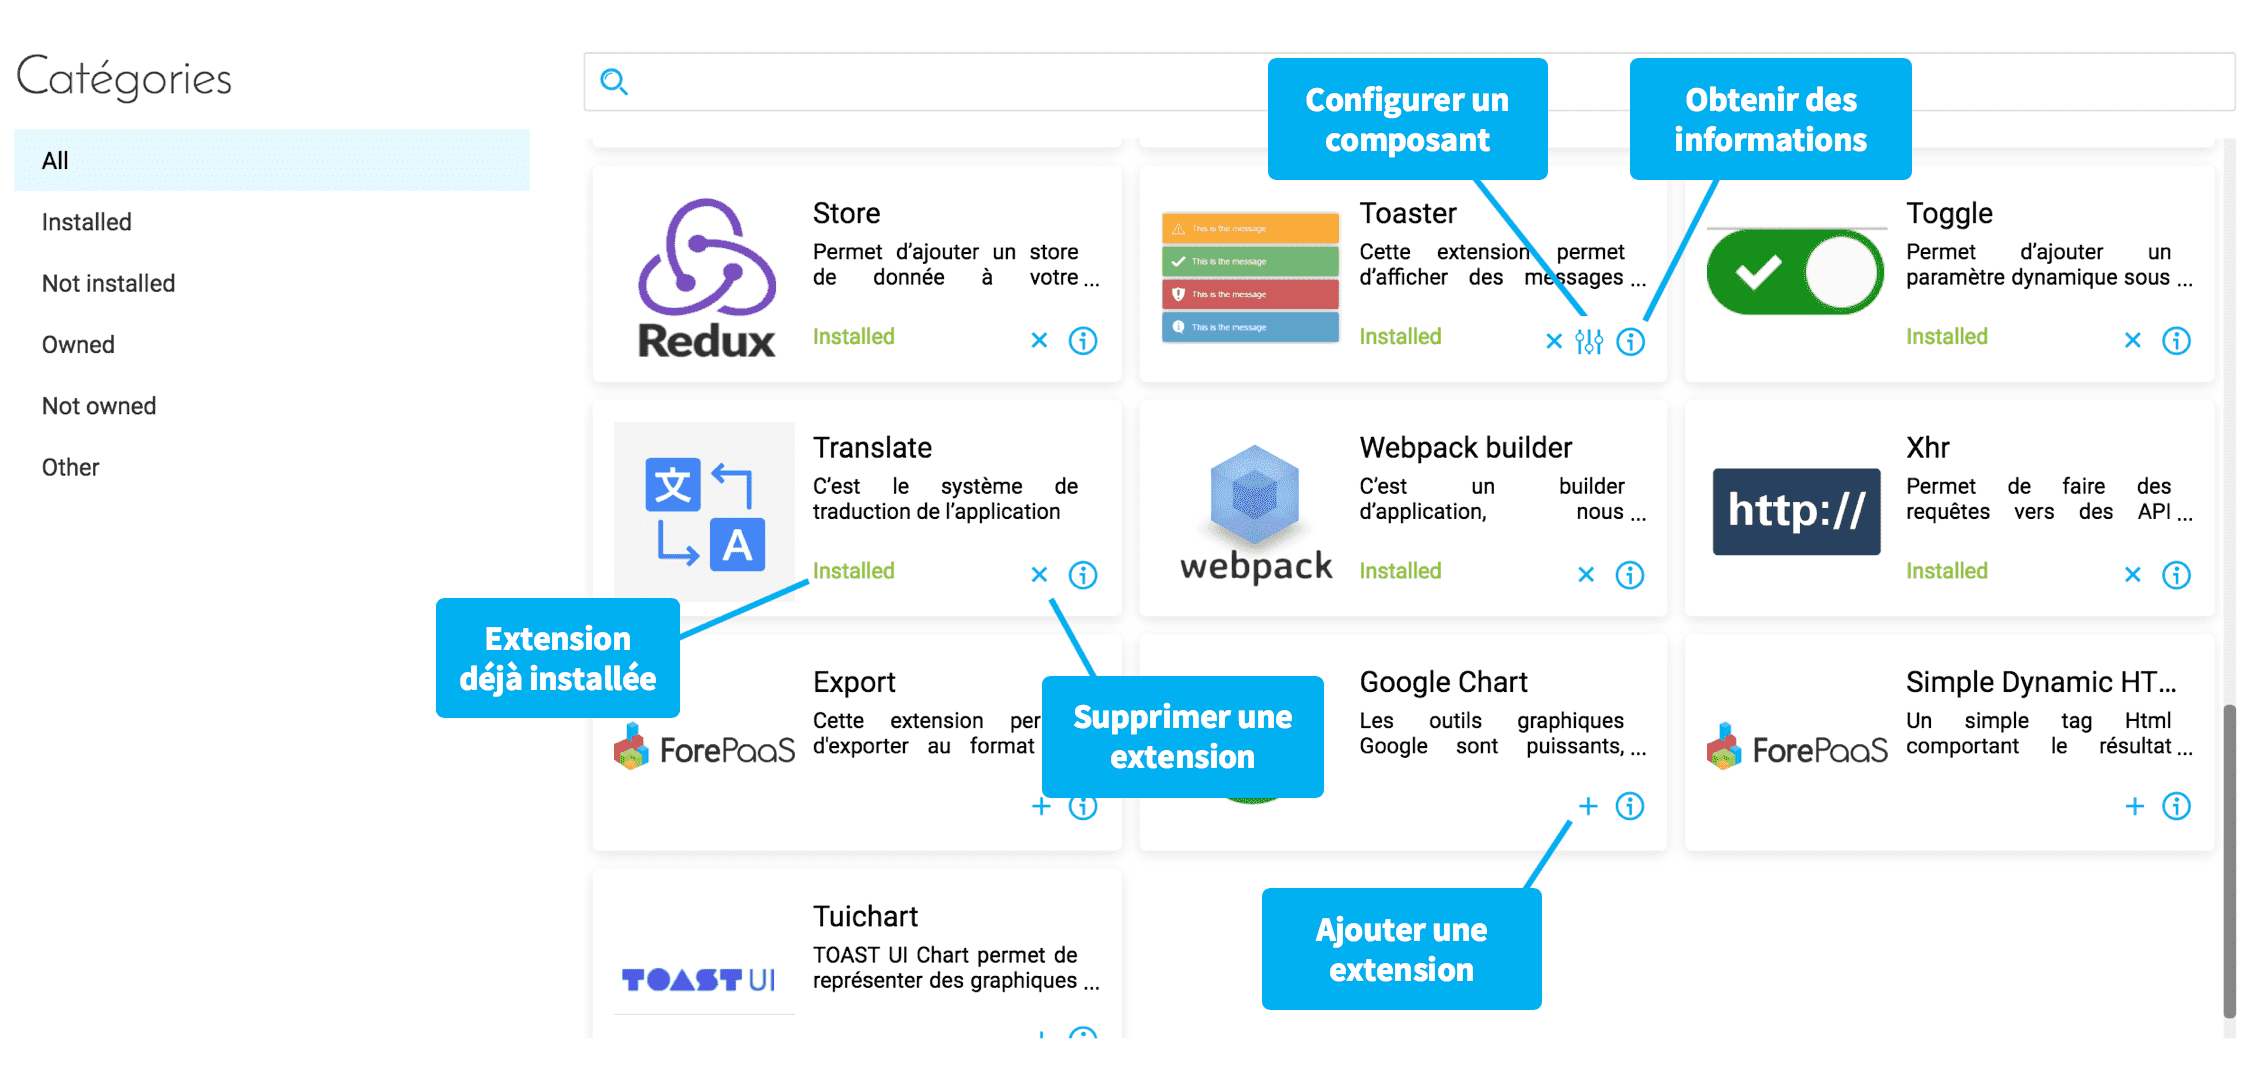 Catégories
All
Installed
Not installed
Owned
Not owned
Other
Configurer un
composant
Obtenir des
informations
Redux
Store
Permet d’ajouter un store
de donnée à votre ...
Installed
This is the message
This is the message
This is the message
This is the message
Toaster
Cette extension permet
d’afficher des messages ...
Installed
Toggle
Permet d’ajouter un
paramètre dynamique sous ...
Installed
文
A
Translate
C’est le système de
traduction de l’application
Installed
webpack
Webpack builder
C’est un builder
d’application, nous ...
Installed
http://
Xhr
Permet de faire des
requêtes vers des API ...
Installed
Extension
déjà installée
Supprimer une
extension
ForePaaS
Export
Cette extension per
d'exporter au format
Google Chart
Les outils graphiques
Google sont puissants, ...
ForePaaS
Simple Dynamic HT...
Un simple tag Html
comportant le résultat ...
Ajouter une
extension
TOAST UI
Tuichart
TOAST UI Chart permet de
représenter des graphiques ...